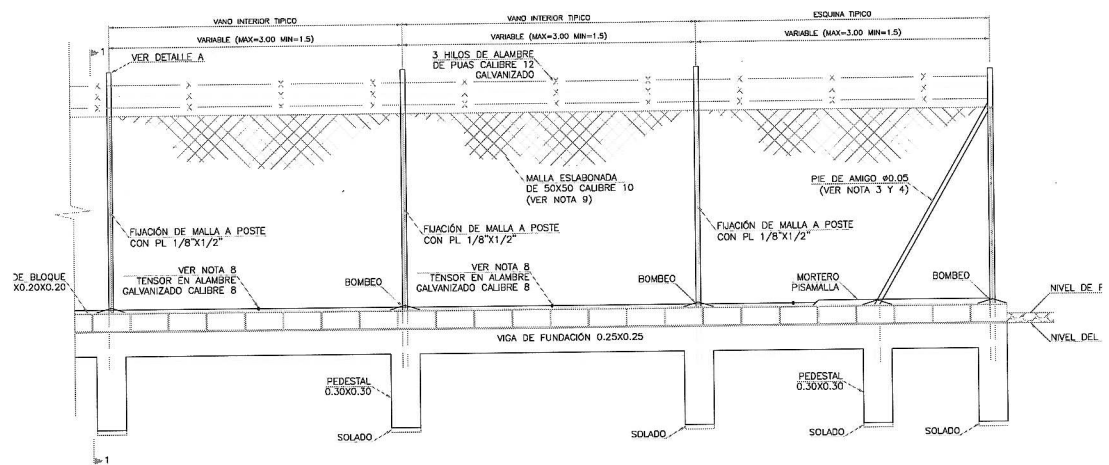 VANO INTERIOR TIPICO
VANO INTERIOR TIPICO
ESQUINA TIPICO
VARIABLE (MAX=3.00 MIN=1.5)
VARIABLE (MAX=3.00 MIN=1.5)
VARIABLE (MAX=3.00 MIN=1.5)
1
VER DETALLE A
3 HILOS DE ALAMBRE
DE PUAS CALIBRE 12
GALVANIZADO
MALLA ESLABONADA
DE 50X50 CALIBRE 10
(VER NOTA 9)
PIE DE AMIGO Ø0.05
(VER NOTA 3 Y 4)
FIJACIÓN DE MALLA A POSTE
CON PL 1/8"X1/2"
FIJACIÓN DE MALLA A POSTE
CON PL 1/8"X1/2"
FIJACIÓN DE MALLA A POSTE
CON PL 1/8"X1/2"
DE BLOQUE
X0.20X0.20
VER NOTA 8
TENSOR EN ALAMBRE
GALVANIZADO CALIBRE 8
BOMBEO
VER NOTA 8
TENSOR EN ALAMBRE
GALVANIZADO CALIBRE 8
BOMBEO
MORTERO
PISAMALLA
BOMBEO
NIVEL DE
NIVEL DEL
VIGA DE FUNDACIÓN 0.25X0.25
PEDESTAL
0.30X0.30
PEDESTAL
0.30X0.30
SOLADO
SOLADO
SOLADO
SOLADO
1